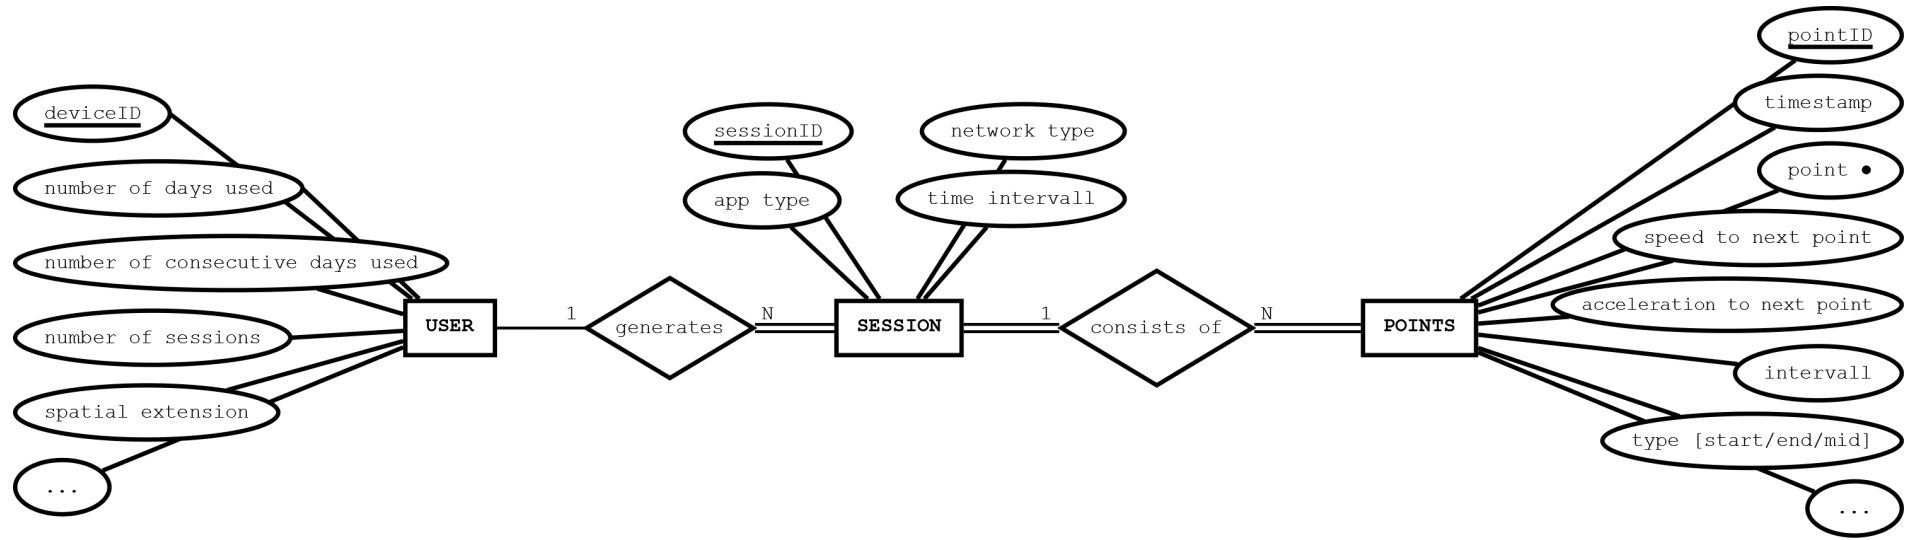 deviceID
number of days used
number of consecutive days used
number of sessions
spatial extension
...
USER
1
generates
N
sessionID
app type
network type
time intervall
SESSION
1
consists of
N
POINTS
pointID
timestamp
point •
speed to next point
acceleration to next point
intervall
type [start/end/mid]
...